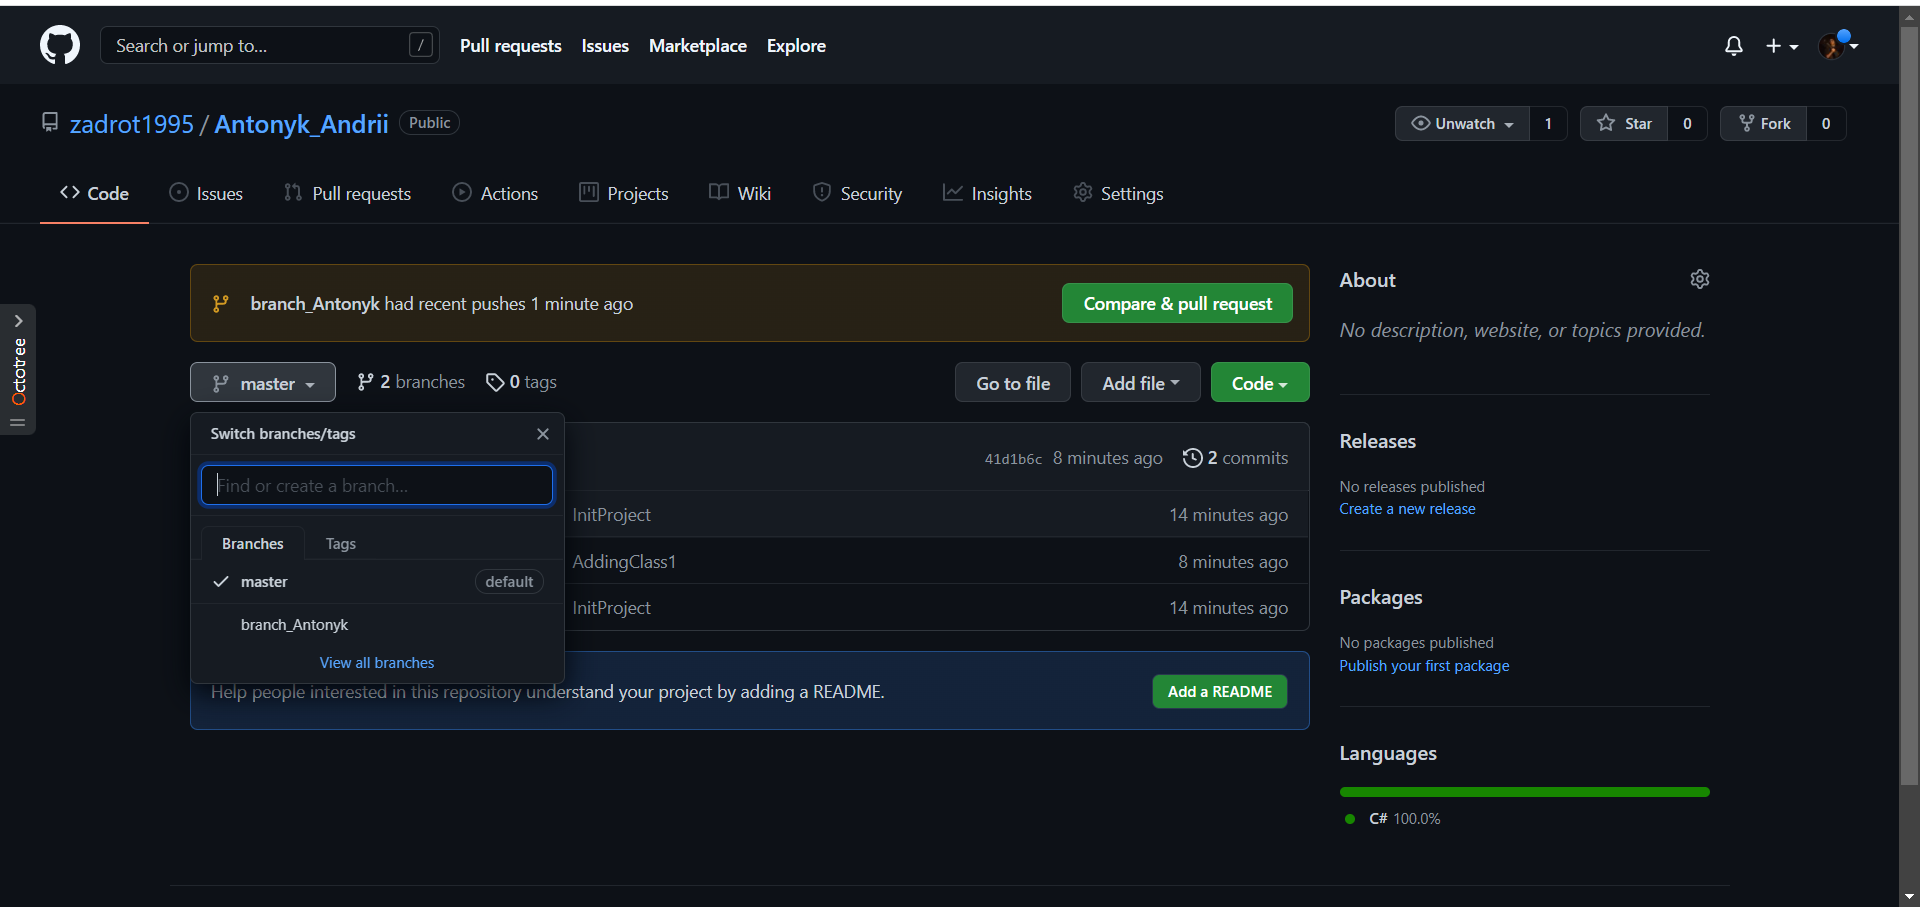 Search or jump to... / Pull requests Issues Marketplace Explore
zadrot1995 / Antonyk_Andrii Public Unwatch 1 Star 0 Fork 0
Code Issues Pull requests Actions Projects Wiki Security Insights Settings
branch_Antonyk had recent pushes 1 minute ago Compare & pull request
master 2 branches 0 tags Go to file Add file Code
Switch branches/tags
Find or create a branch...
Branches Tags
master default
branch_Antonyk
View all branches
41d1b6c 8 minutes ago 2 commits
InitProject 14 minutes ago
AddingClass1 8 minutes ago
InitProject 14 minutes ago
Help people interested in this repository understand your project by adding a README. Add a README
About
No description, website, or topics provided.
Releases
No releases published
Create a new release
Packages
No packages published
Publish your first package
Languages
C# 100.0%
Octotree